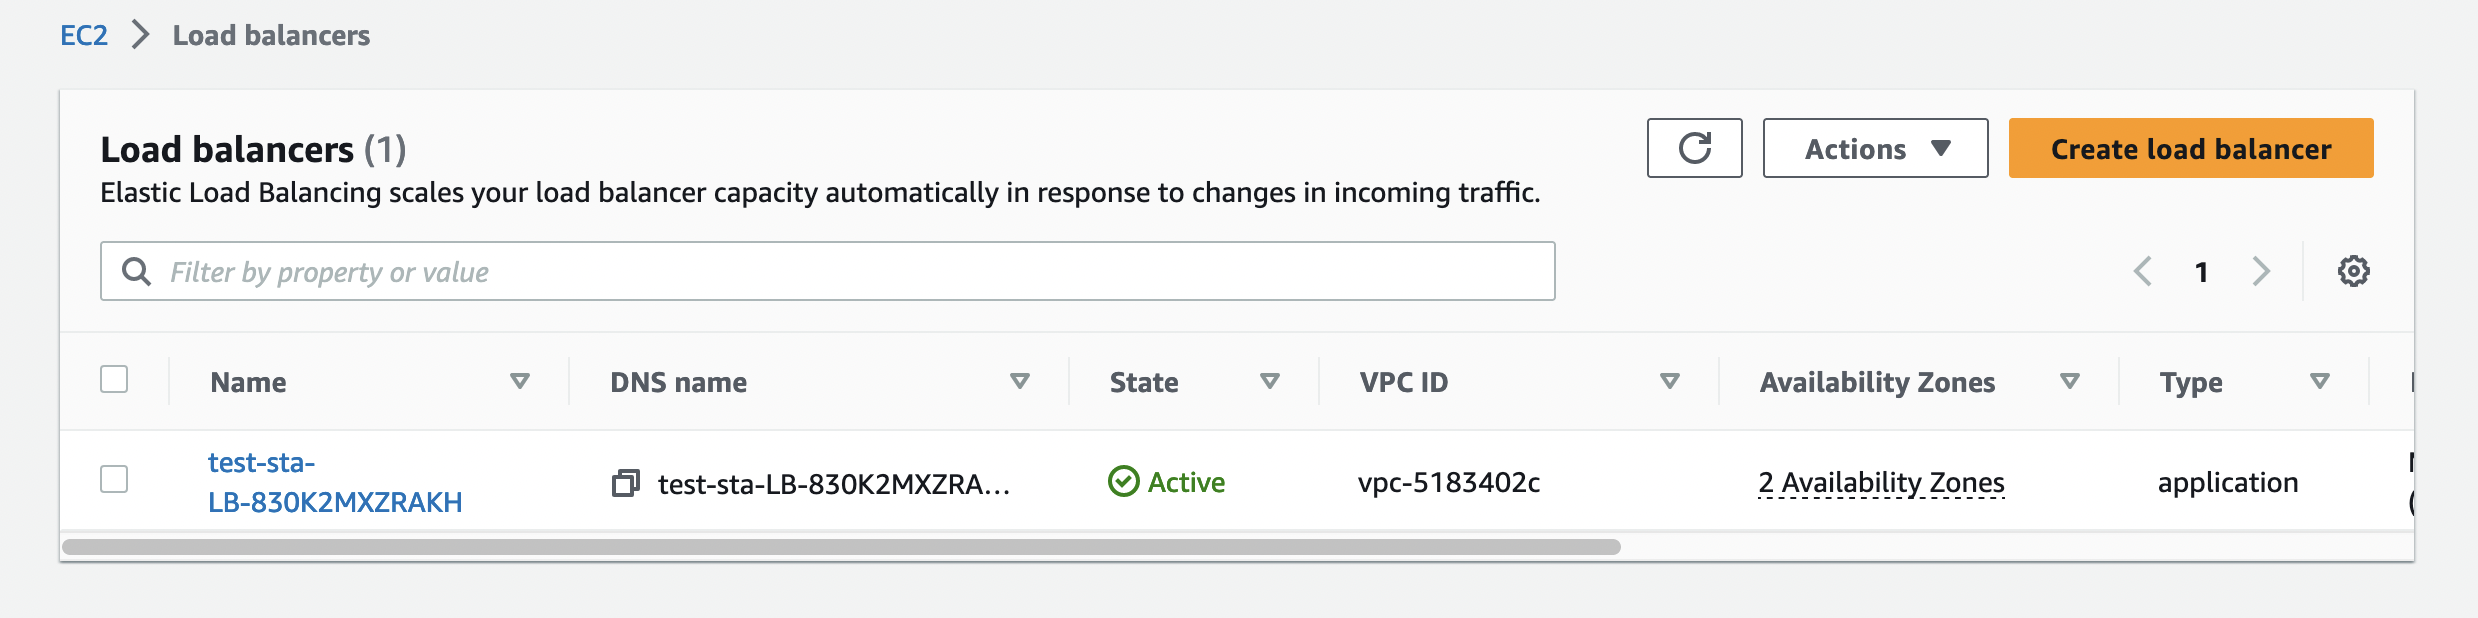 EC2 Load balancers
Load balancers (1)
Elastic Load Balancing scales your load balancer capacity automatically in response to changes in incoming traffic.
Actions
Create load balancer
Filter by property or value
1
Name DNS name State VPC ID Availability Zones Type
test-sta-
LB-830K2MXZRAKH
test-sta-LB-830K2MXZRA...
Active
vpc-5183402c
2 Availability Zones
application